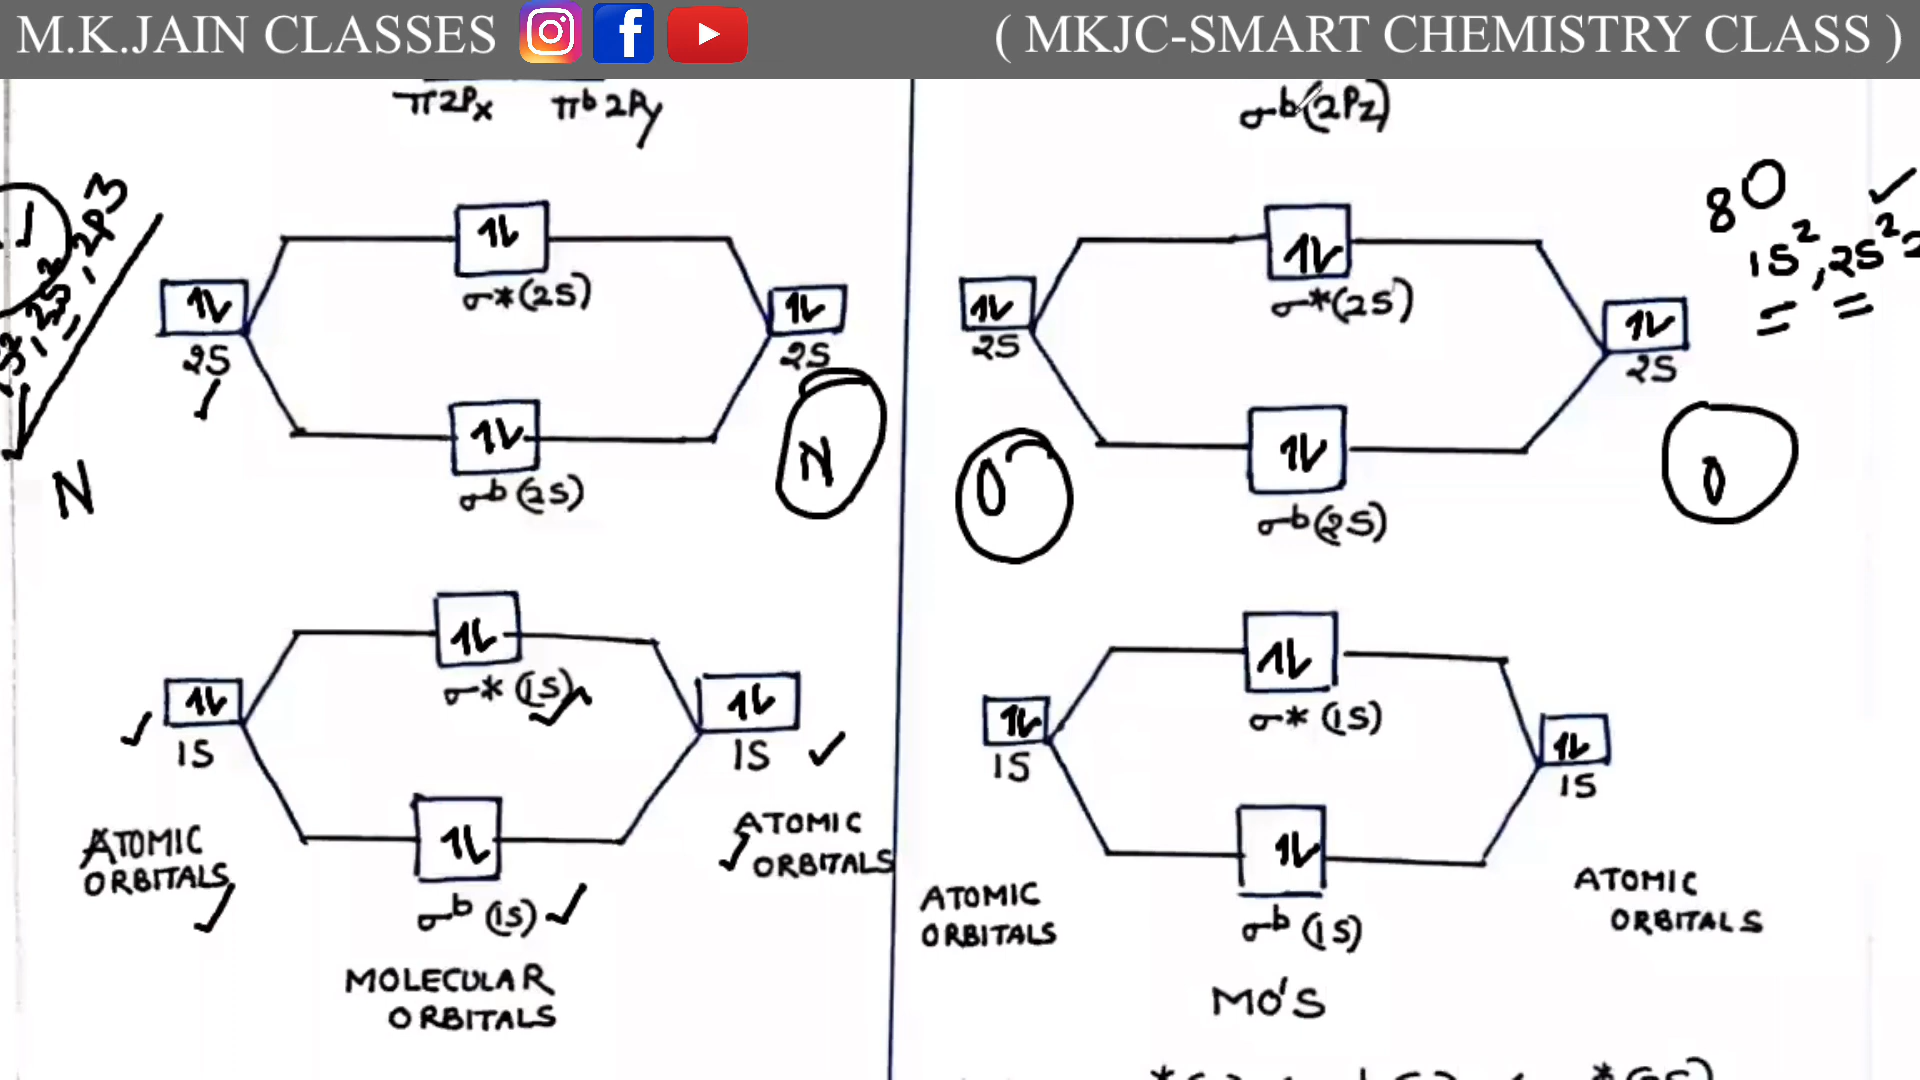 M.K.JAIN CLASSES
( MKJC-SMART CHEMISTRY CLASS )
π2Px πb2Py
σ*(2S)
2S
2S
σb(2S)
N
N
σ*(1S)
1S
1S
ATOMIC
ORBITALS
ATOMIC
ORBITALS
σb(1S)
MOLECULAR
ORBITALS
σb(2Pz)
8O
1S2, 2S2 2
σ*(2S)
2S
2S
O
O
σb(2S)
σ*(1S)
1S
1S
ATOMIC
ORBITALS
ATOMIC
ORBITALS
σb(1S)
MO'S